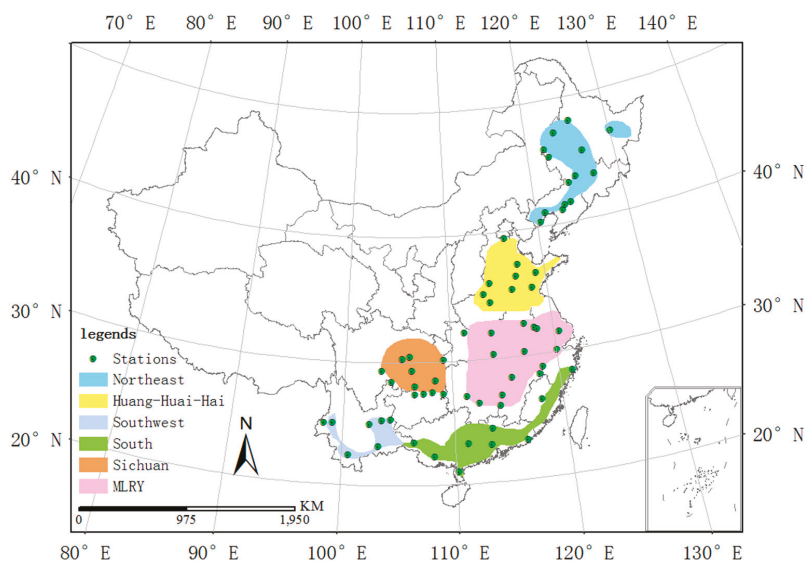 70° E 80° E 90° E 100° E 110° E 120° E 130° E 140° E
40° N 40° N
30° N 30° N
20° N 20° N
legends
Stations
Northeast
Huang-Huai-Hai
Southwest
South
Sichuan
MLRY
N
KM
0 975 1,950
80° E 90° E 100° E 110° E 120° E 130° E